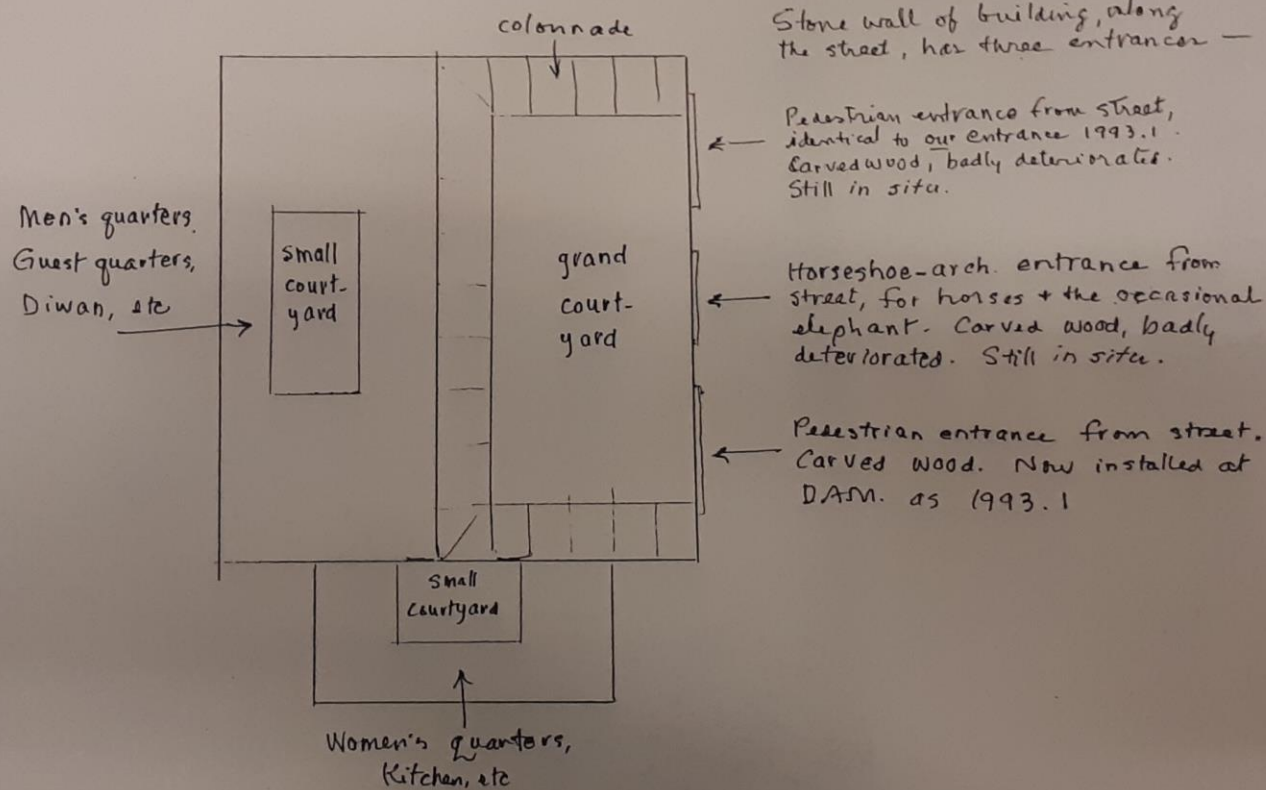 colonnade
Stone wall of building, along
the street, has three entrances —
Pedestrian entrance from street,
identical to our entrance 1993.1.
Carved wood, badly deteriorates.
Still in situ.
Men's quarters,
Guest quarters,
Diwan, etc
small
court-
yard
grand
court-
yard
Horseshoe-arch. entrance from
street, for horses + the occasional
elephant. Carved wood, badly
deteriorated. Still in situ.
Pedestrian entrance from street.
Carved wood. Now installed at
DAM. as 1993.1
small
courtyard
Women's quarters,
Kitchen, etc